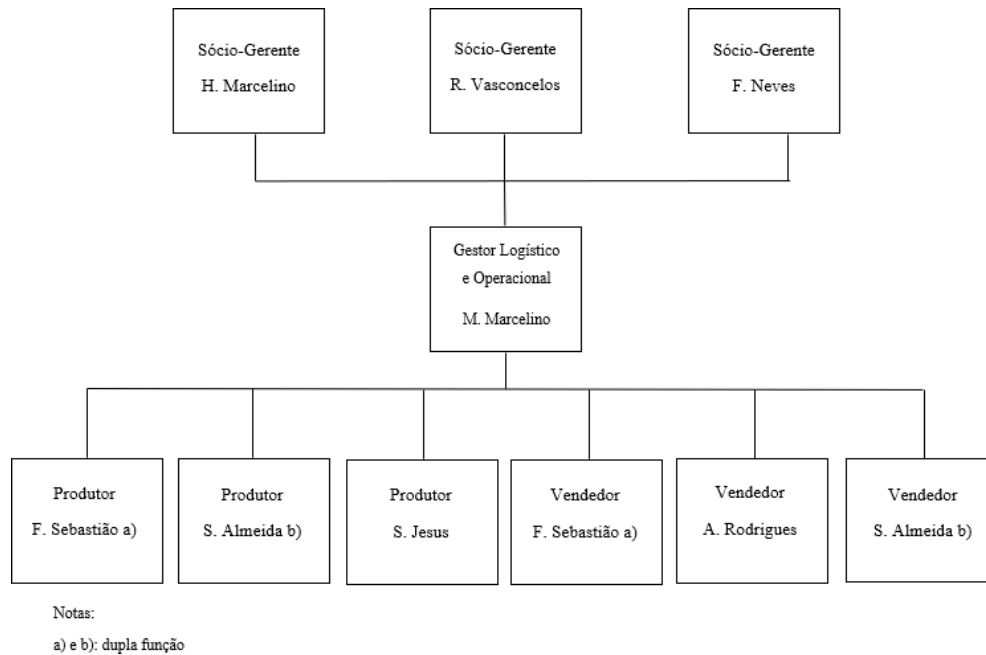 Sócio-Gerente
H. Marcelino
Sócio-Gerente
R. Vasconcelos
Sócio-Gerente
F. Neves
Gestor Logístico
e Operacional
M. Marcelino
Produtor
F. Sebastião a)
Produtor
S. Almeida b)
Produtor
S. Jesus
Vendedor
F. Sebastião a)
Vendedor
A. Rodrigues
Vendedor
S. Almeida b)
Notas:
a) e b): dupla função